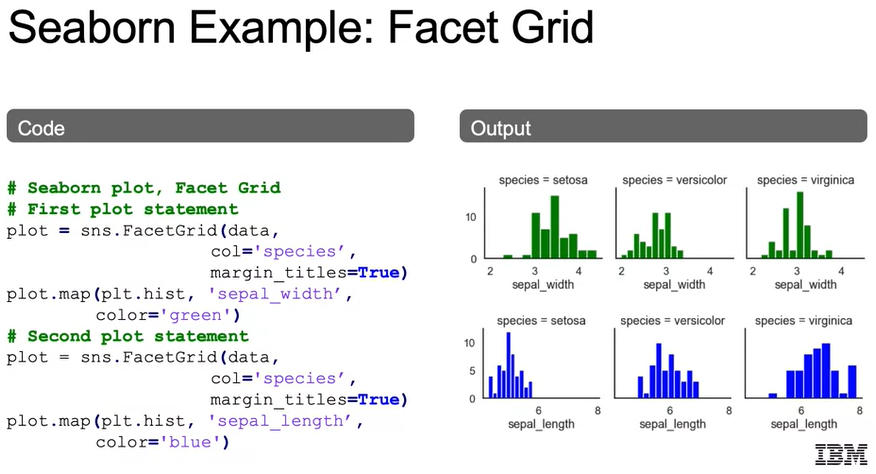 Seaborn Example: Facet Grid
Code
# Seaborn plot, Facet Grid
# First plot statement
plot = sns.FacetGrid(data,
col='species’,
margin_titles=True)
plot.map(plt.hist, 'sepal_width’,
color='green')
# Second plot statement
plot = sns.FacetGrid(data,
col='species’,
margin_titles=True)
plot.map(plt.hist, 'sepal_length’,
color='blue')
Output
species = setosa species = versicolor species = virginica
10
0
2 3 4 2 3 4 2 3 4
sepal_width sepal_width sepal_width
species = setosa species = versicolor species = virginica
10
5
0
6 8 6 8 6 8
sepal_length sepal_length sepal_length
IBM